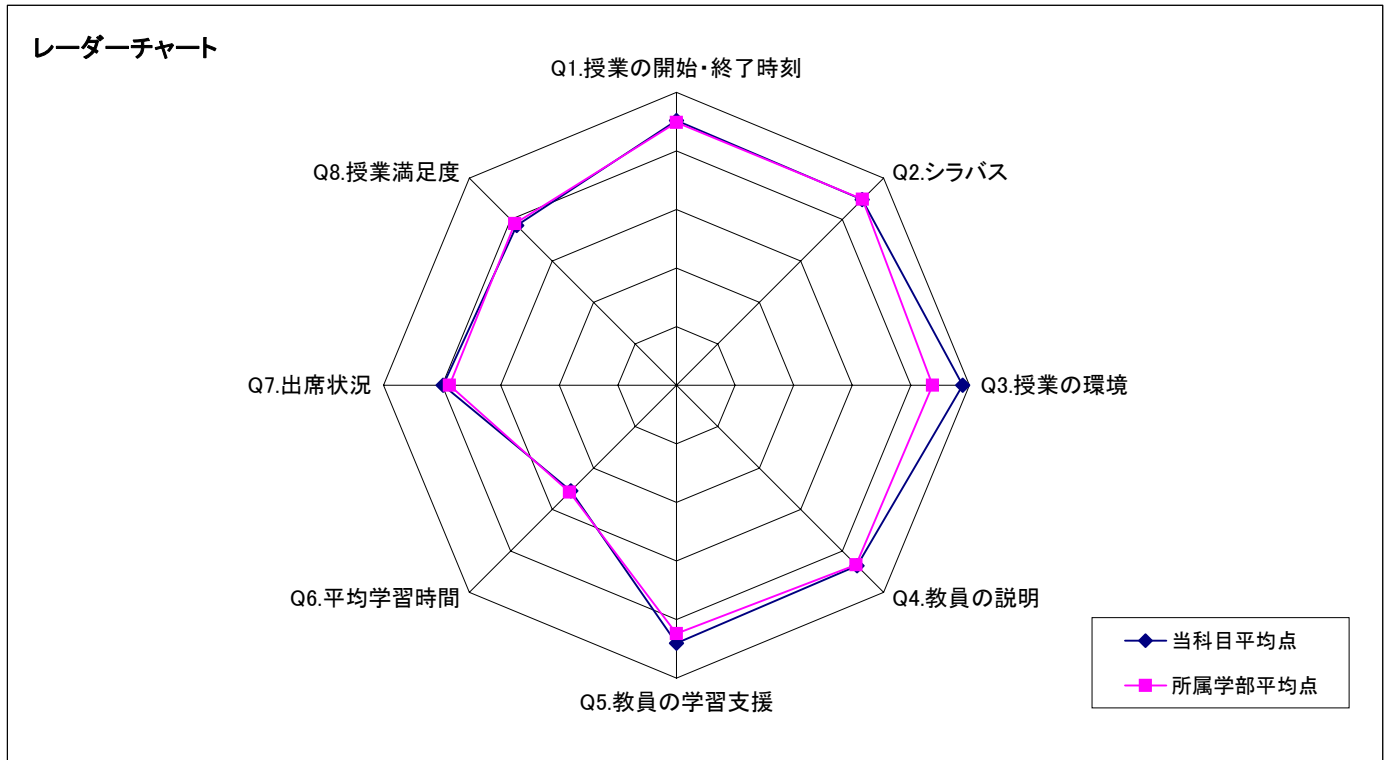 レーダーチャート
Q1.授業の開始・終了時刻
Q2.シラバス
Q3.授業の環境
Q4.教員の説明
Q5.教員の学習支援
Q6.平均学習時間
Q7.出席状況
Q8.授業満足度
当科目平均点
所属学部平均点